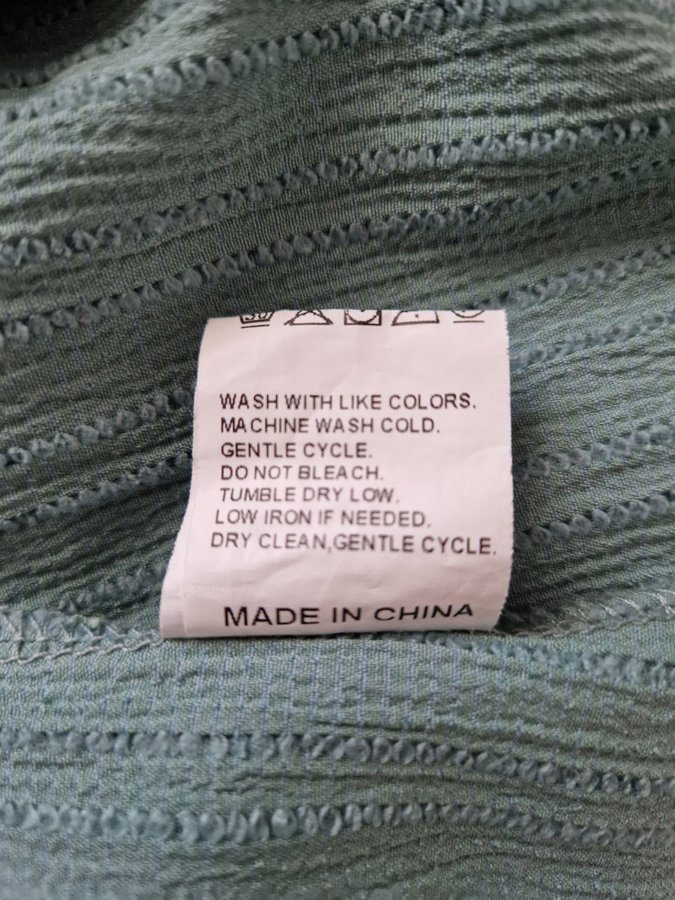 WASH WITH LIKE COLORS.
MACHINE WASH COLD.
GENTLE CYCLE.
DO NOT BLEACH.
TUMBLE DRY LOW.
LOW IRON IF NEEDED.
DRY CLEAN,GENTLE CYCLE.
MADE IN CHINA